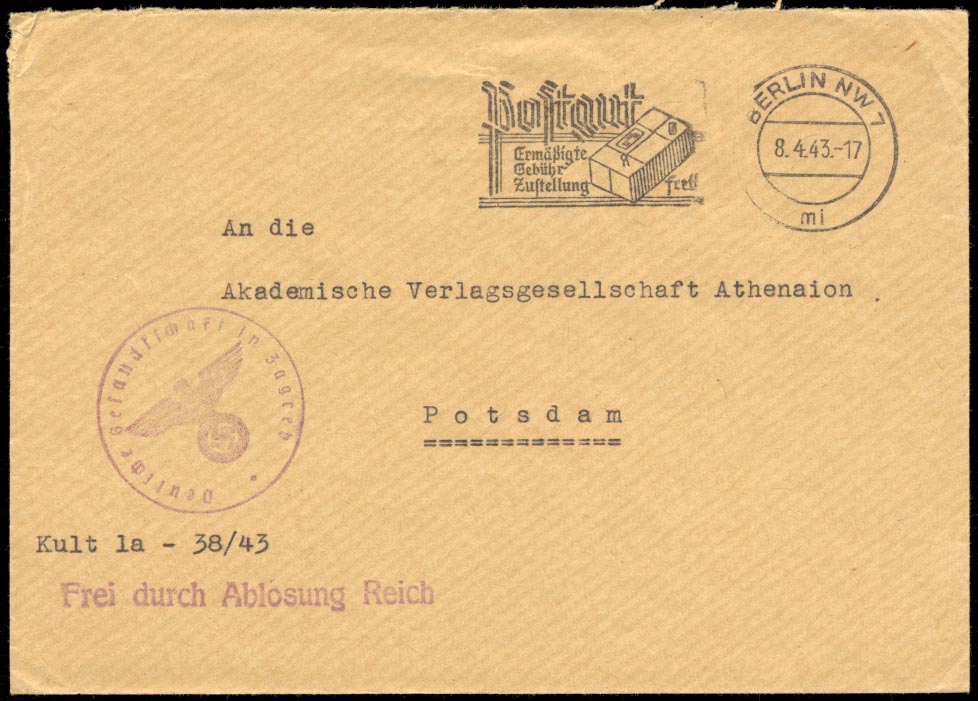 Postgut
Ermäßigte
Gebühr
Zustellung frei!
BERLIN NW 7
8.4.43.-17
mi
An die
Akademische Verlagsgesellschaft Athenaion
Deutsche Gesandtschaft in Zagreb
Potsdam
Kult 1a - 38/43
Frei durch Ablösung Reich